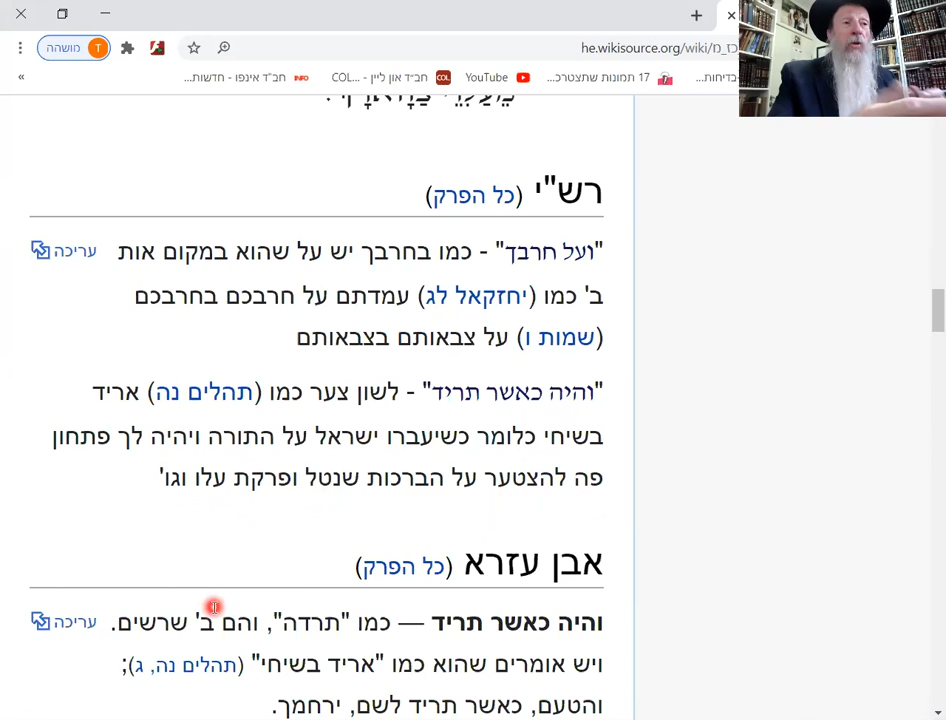 מושהה
he.wikisource.org/wiki/
«
חב"ד אינפו - חדשות...
חב"ד און ליין - COL...
COL
YouTube
17 תמונות שתצטרכ...
בדיחות...
רש"י (כל הפרק)
"ועל חרבך" - כמו בחרבך יש על שהוא במקום אות
עריכה
ב' כמו (יחזקאל לג) עמדתם על חרבכם בחרבכם
(שמות ו) על צבאותם בצבאותם
"והיה כאשר תריד" - לשון צער כמו (תהלים נה) אריד
בשיחי כלומר כשיעברו ישראל על התורה ויהיה לך פתחון
פה להצטער על הברכות שנטל ופרקת עלו וגו'
אבן עזרא (כל הפרק)
והיה כאשר תריד — כמו "תרדה", והם ב' שרשים.
עריכה
ויש אומרים שהוא כמו "אריד בשיחי" (תהלים נה, ג);
והטעם, כאשר תריד לשם, ירחמך.